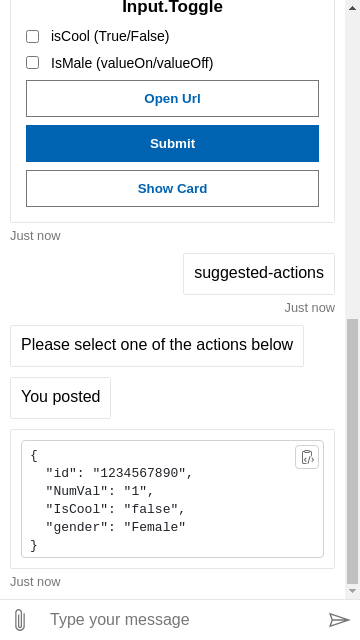 Input.Toggle
isCool (True/False)
IsMale (valueOn/valueOff)
Open Url
Submit
Show Card
Just now
suggested-actions
Just now
Please select one of the actions below
You posted
{
  "id": "1234567890",
  "NumVal": "1",
  "IsCool": "false",
  "gender": "Female"
}
Just now
Type your message